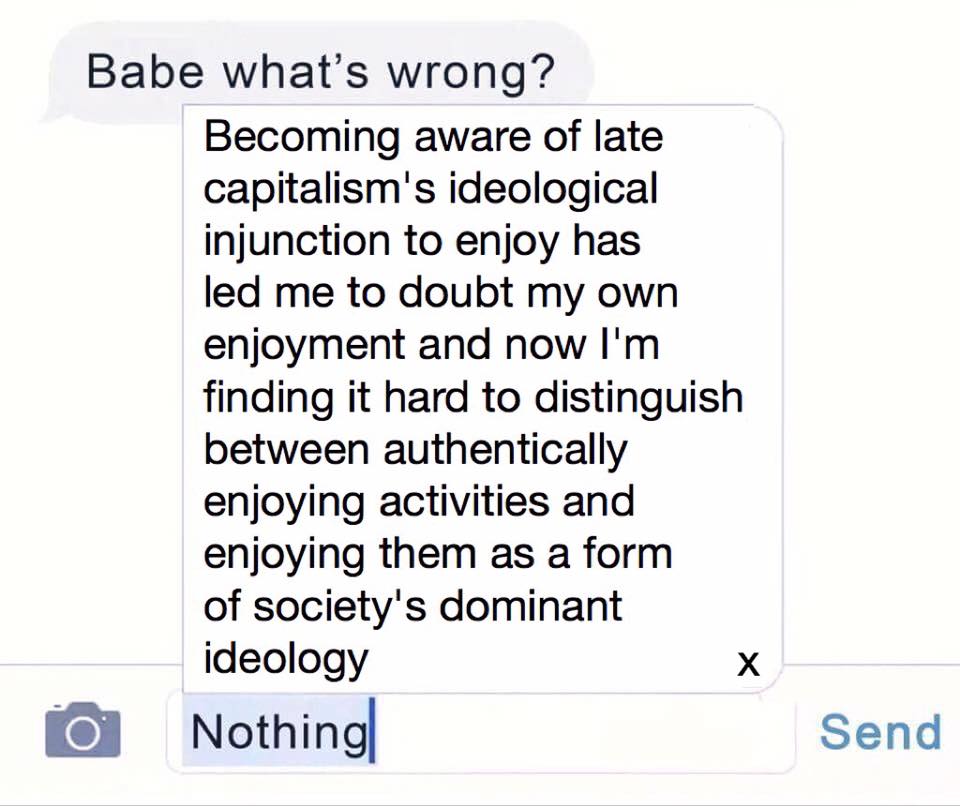 Babe what's wrong?
Becoming aware of late
capitalism's ideological
injunction to enjoy has
led me to doubt my own
enjoyment and now I'm
finding it hard to distinguish
between authentically
enjoying activities and
enjoying them as a form
of society's dominant
ideology x
Nothing Send